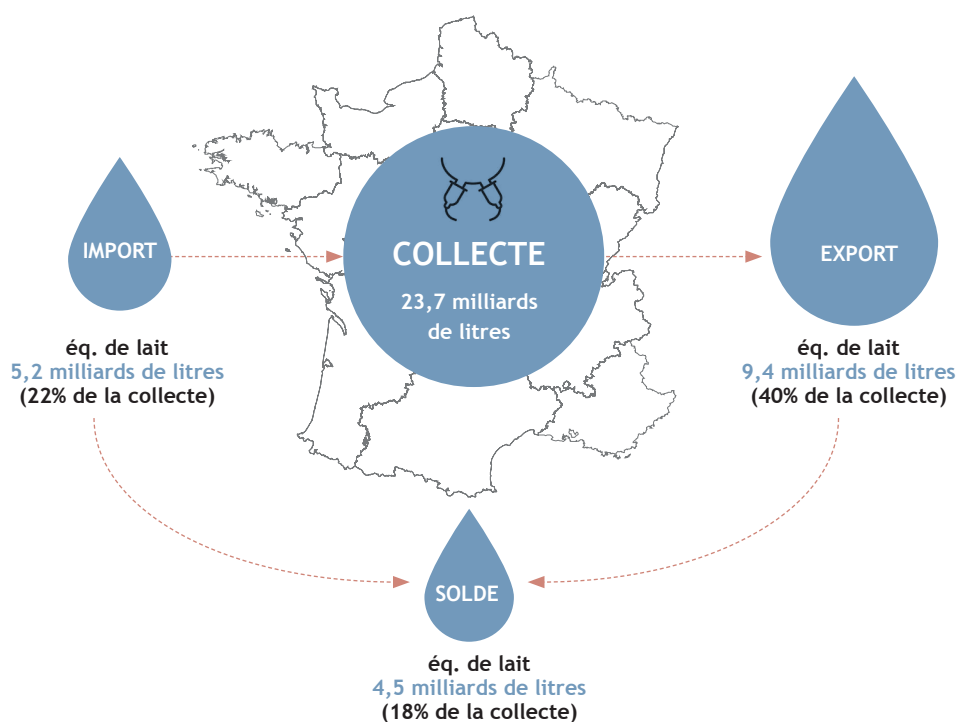 IMPORT
éq. de lait
5,2 milliards de litres
(22% de la collecte)
COLLECTE
23,7 milliards
de litres
EXPORT
éq. de lait
9,4 milliards de litres
(40% de la collecte)
SOLDE
éq. de lait
4,5 milliards de litres
(18% de la collecte)